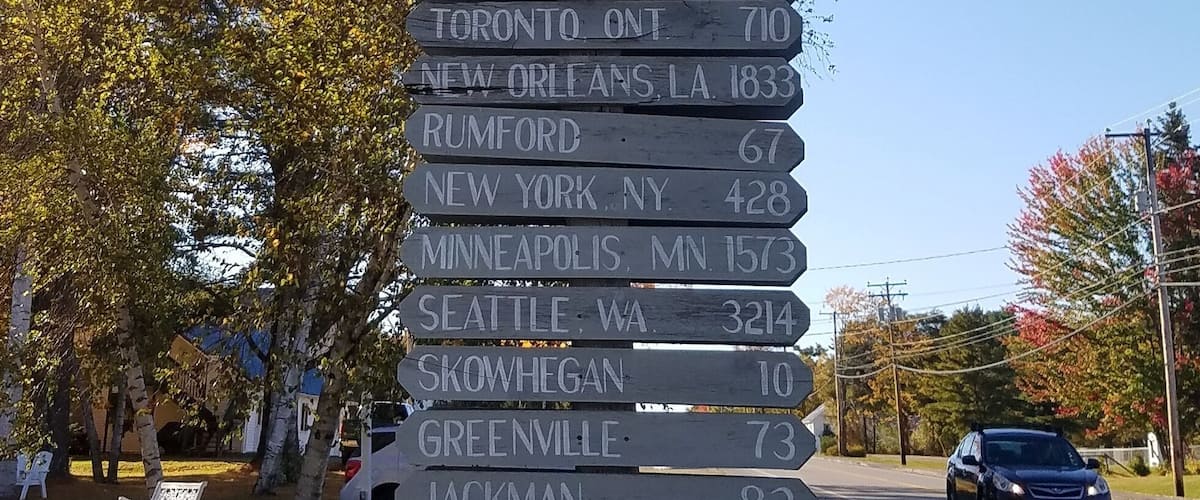 TORONTO, ONT. 710
NEW ORLEANS, LA. 1833
RUMFORD 67
NEW YORK, NY. 428
MINNEAPOLIS, MN. 1573
SEATTLE, WA. 3214
SKOWHEGAN 10
GREENVILLE 73
JACKMAN